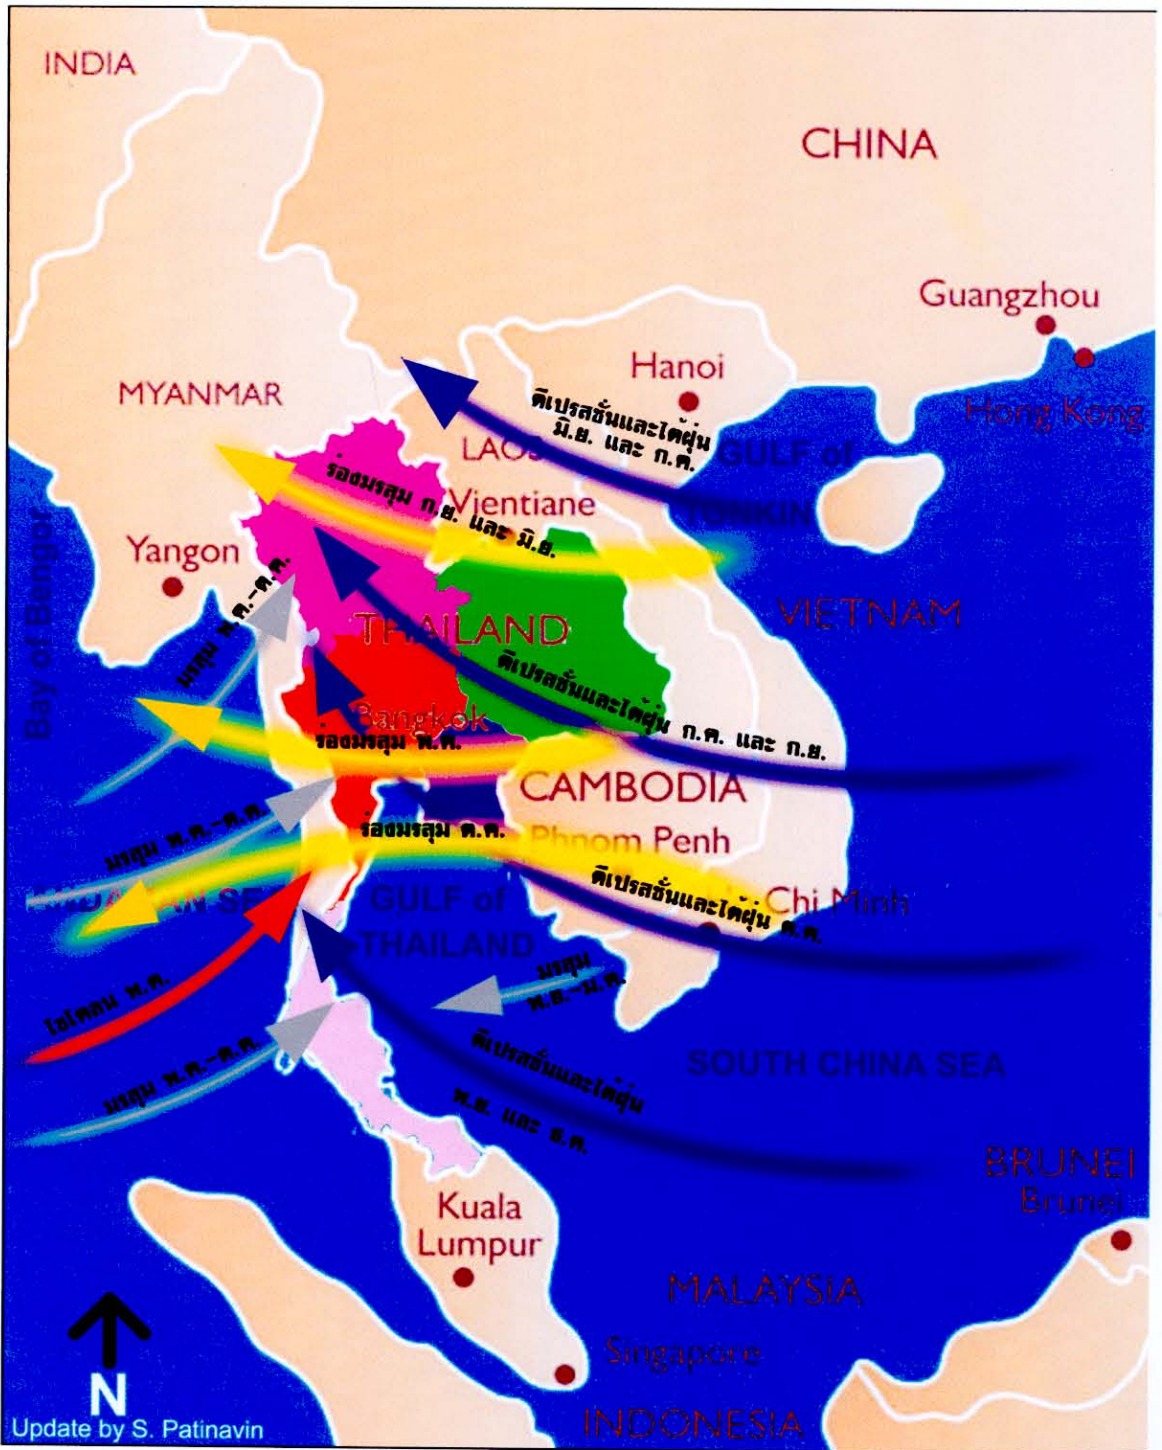 INDIA
CHINA
Guangzhou
Hanoi
Hong Kong
MYANMAR
ดีเปรสชั่นและไต้ฝุ่น
มิ.ย. และ ก.ค.
LAOS
GULF of
TONKIN
ร่องมรสุม ก.ย. และ มิ.ย.
Vientiane
Yangon
Bay of Bengor
มรสุม พ.ค.-ต.ค.
THAILAND
VIETNAM
ดีเปรสชั่นและไต้ฝุ่น ก.ค. และ ก.ย.
Bangkok
ร่องมรสุม พ.ค.
CAMBODIA
มรสุม พ.ค.-ต.ค.
ร่องมรสุม ต.ค.
Phnom Penh
ดีเปรสชั่นและไต้ฝุ่น ต.ค.
Chi Minh
GULF of
THAILAND
มรสุม
พ.ย.-ม.ค.
ไซโคลน พ.ค.
มรสุม พ.ค.-ต.ค.
ดีเปรสชั่นและไต้ฝุ่น
พ.ย. และ ธ.ค.
SOUTH CHINA SEA
BRUNEI
Brunei
Kuala
Lumpur
MALAYSIA
Singapore
INDONESIA
N
Update by S. Patinavin